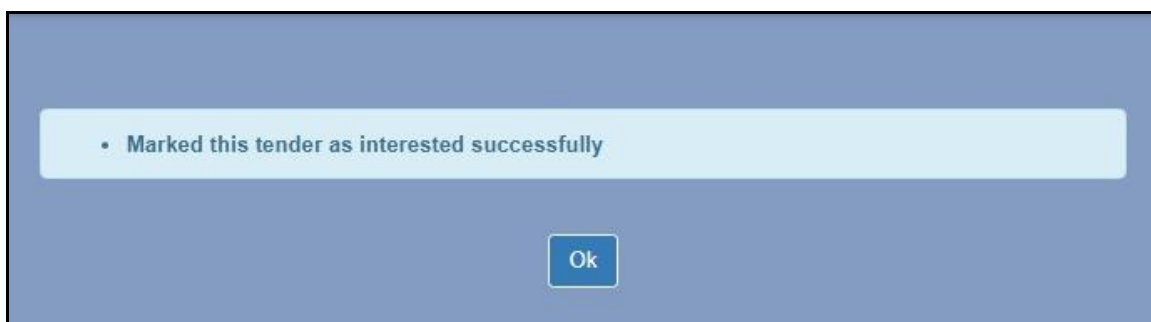 • Marked this tender as interested successfully
Ok